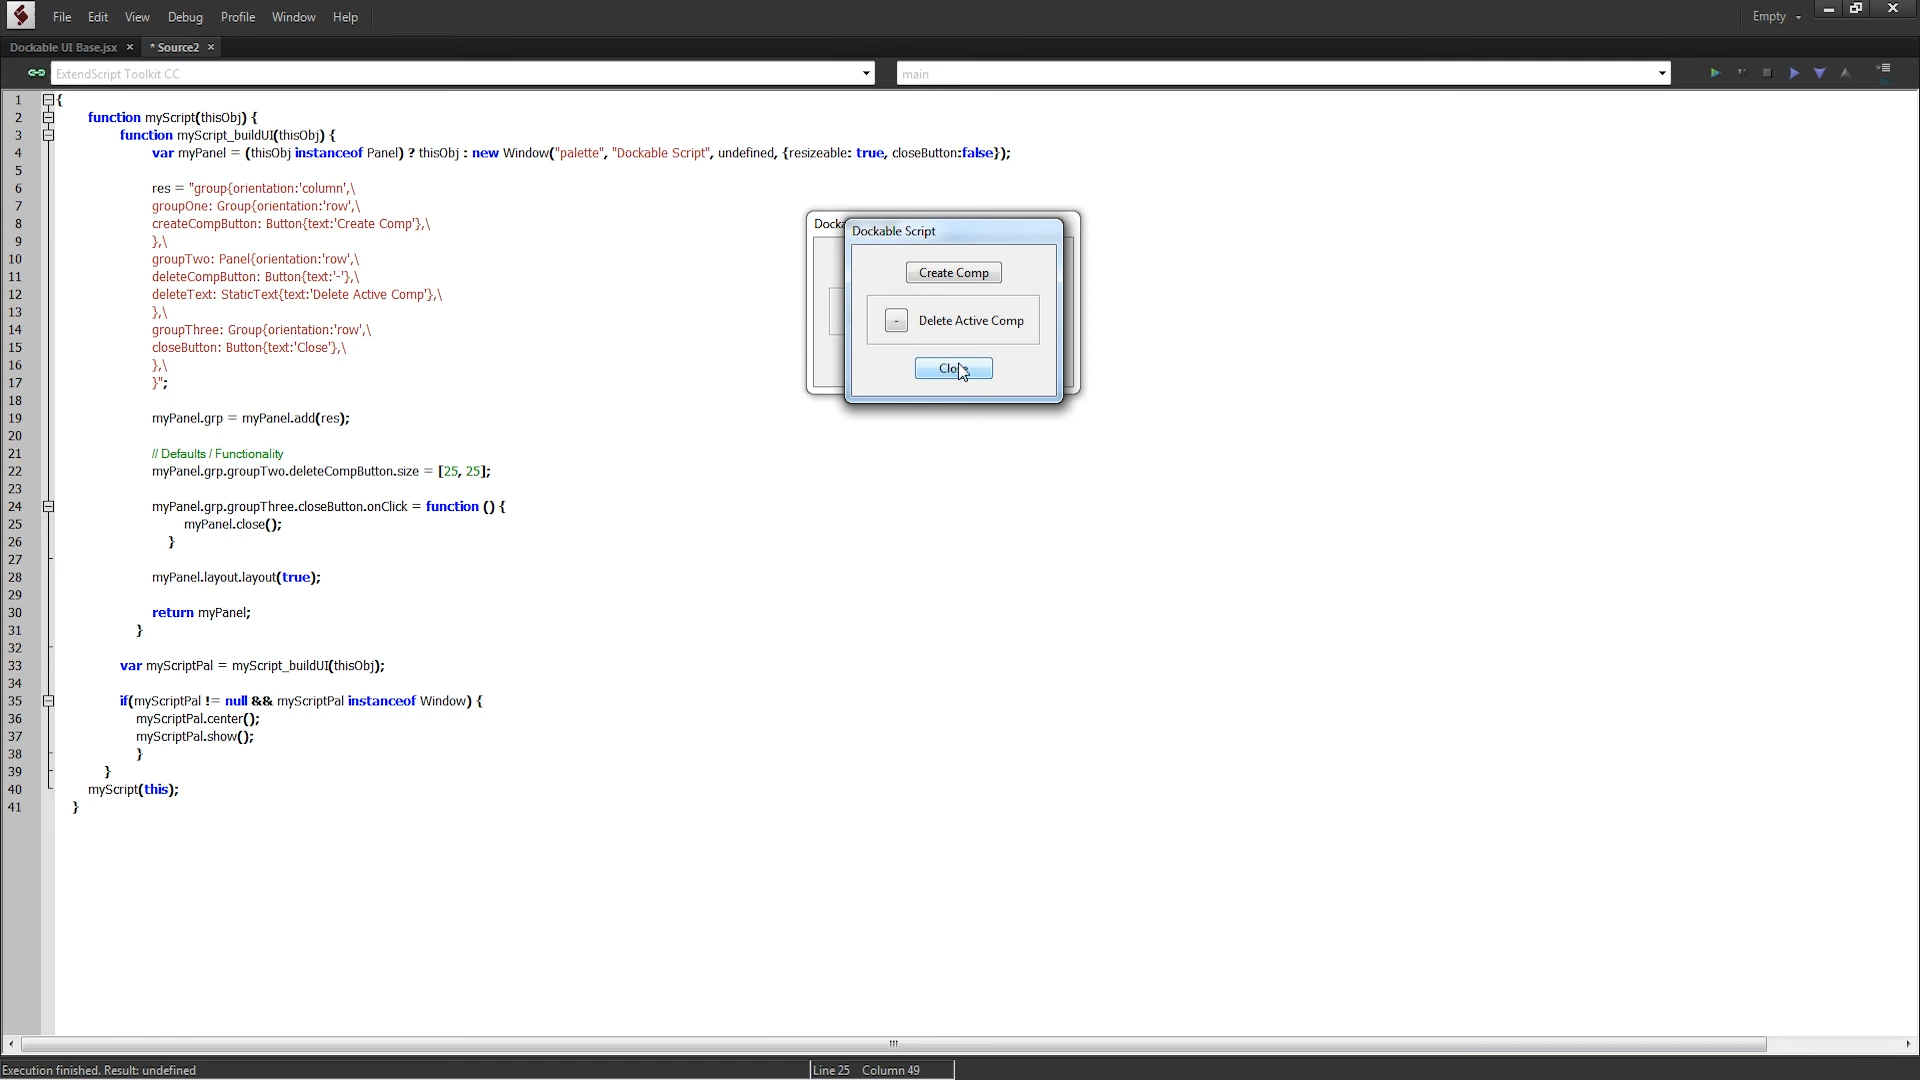 File Edit View Debug Profile Window Help
Empty
Dockable UI Base.jsx × * Source2 ×
ExtendScript Toolkit CC
main
1 {
2 function myScript(thisObj) {
3 function myScript_buildUI(thisObj) {
4 var myPanel = (thisObj instanceof Panel) ? thisObj : new Window("palette", "Dockable Script", undefined, {resizeable: true, closeButton:false});
5
6 res = "group{orientation:'column',\
7 groupOne: Group{orientation:'row',\
8 createCompButton: Button{text:'Create Comp'},\
9 },\
10 groupTwo: Panel{orientation:'row',\
11 deleteCompButton: Button{text:'-'},\
12 deleteText: StaticText{text:'Delete Active Comp'},\
13 },\
14 groupThree: Group{orientation:'row',\
15 closeButton: Button{text:'Close'},\
16 },\
17 }";
18
19 myPanel.grp = myPanel.add(res);
20
21 // Defaults / Functionality
22 myPanel.grp.groupTwo.deleteCompButton.size = [25, 25];
23
24 myPanel.grp.groupThree.closeButton.onClick = function () {
25 myPanel.close();
26 }
27
28 myPanel.layout.layout(true);
29
30 return myPanel;
31 }
32
33 var myScriptPal = myScript_buildUI(thisObj);
34
35 if(myScriptPal != null && myScriptPal instanceof Window) {
36 myScriptPal.center();
37 myScriptPal.show();
38 }
39 }
40 myScript(this);
41 }
Dockable Script
Create Comp
- Delete Active Comp
Execution finished. Result: undefined
Line 25 Column 49